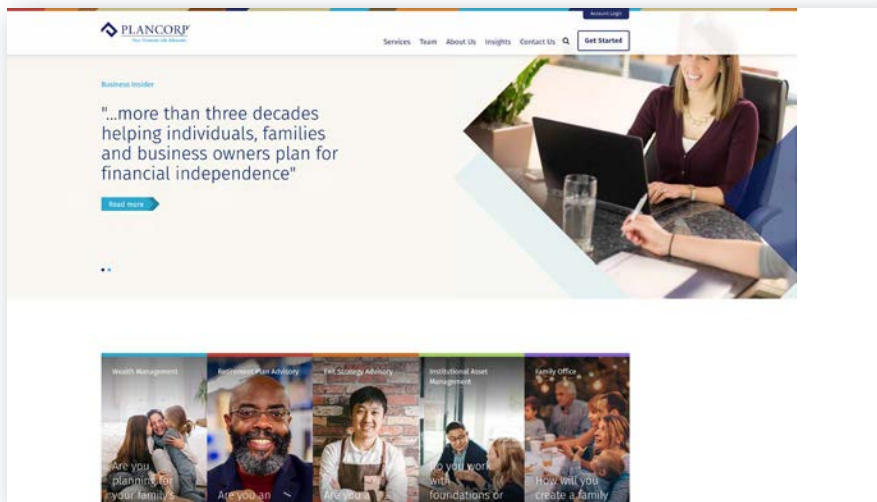 Account Login
PLANCORP
Services Team About Us Insights Contact Us Get Started
Business Insider
"...more than three decades
helping individuals, families
and business owners plan for
financial independence"
Read more
Wealth Management
Retirement Plan Advisory
Exit Strategy Advisory
Institutional Asset
Management
Family Office
Are you
planning for
your family's
Are you an
Are you a
Do you work
with
foundations or
How will you
create a family